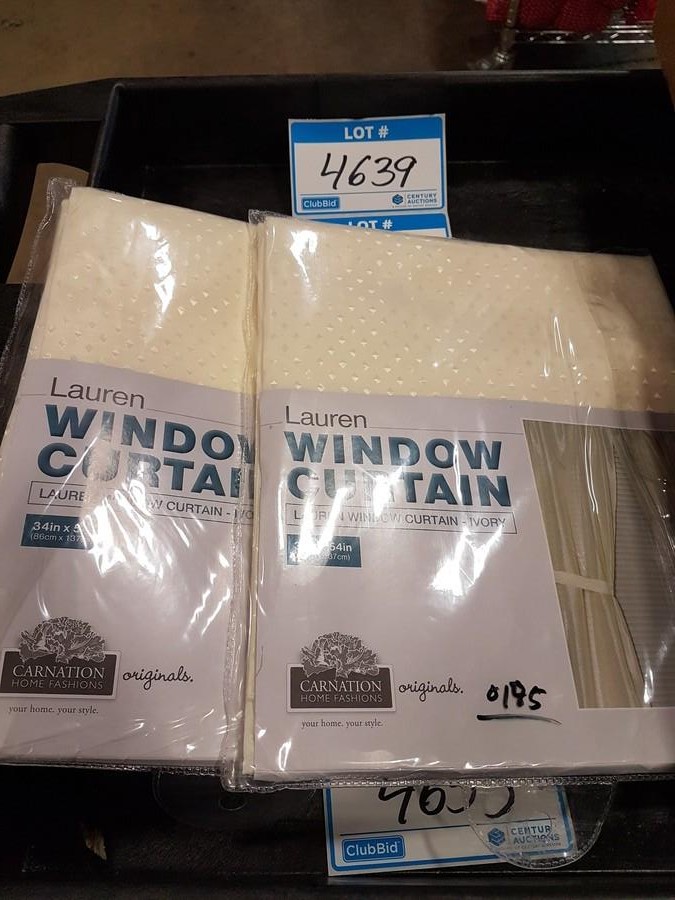 LOT #
4639
ClubBid
CENTURY
AUCTIONS
LOT #
Lauren
WINDOW
CURTAIN
34in x
(86cm x 137
CARNATION
HOME FASHIONS
originals.
your home. your style.
Lauren
WINDOW
CURTAIN
LAUREN WINDOW CURTAIN - IVORY
54in
CARNATION
HOME FASHIONS
originals.
your home. your style.
0185
ClubBid
CENTUR
AUCTIONS